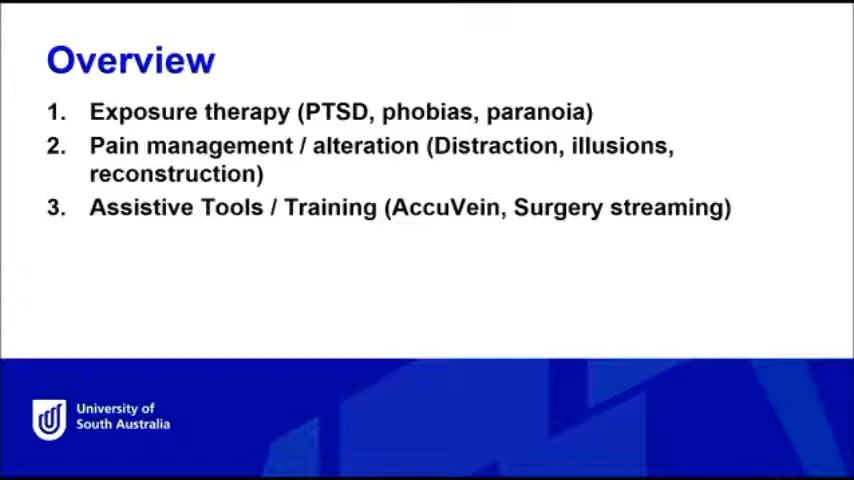 Overview
1. Exposure therapy (PTSD, phobias, paranoia)
2. Pain management / alteration (Distraction, illusions,
reconstruction)
3. Assistive Tools / Training (AccuVein, Surgery streaming)
University of
South Australia